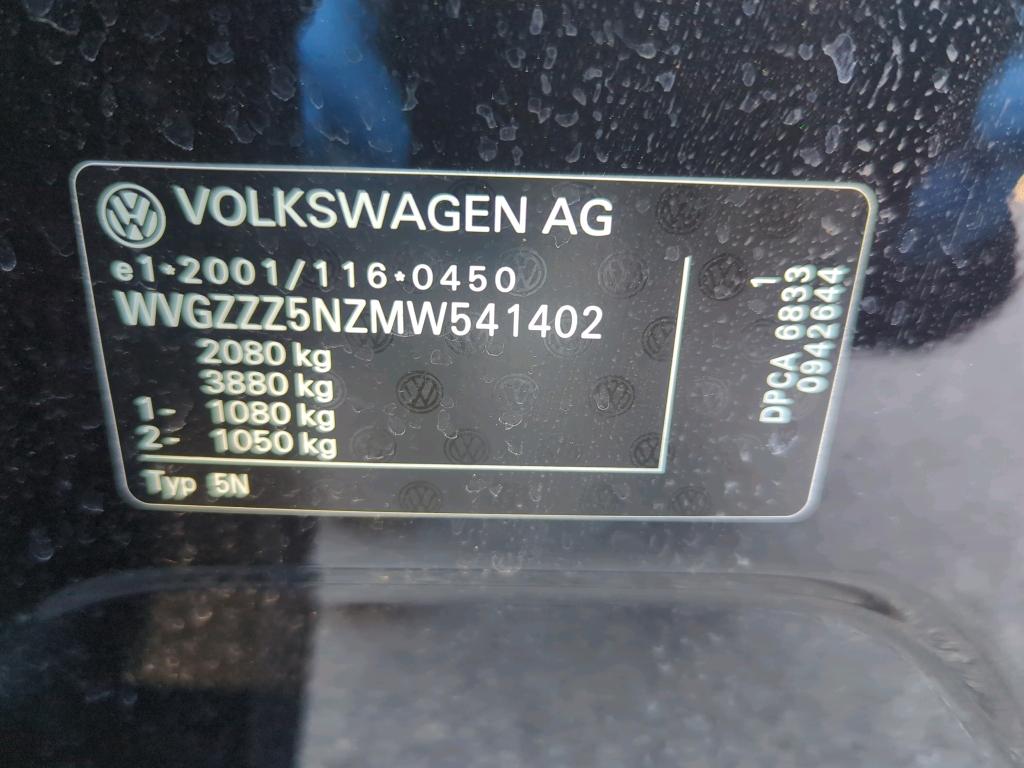 VOLKSWAGEN AG
e1*2001/116*0450
WVGZZZ5NZMW541402
2080 kg
3880 kg
1- 1080 kg
2- 1050 kg
Typ 5N
1
DPCA 6833
0942644